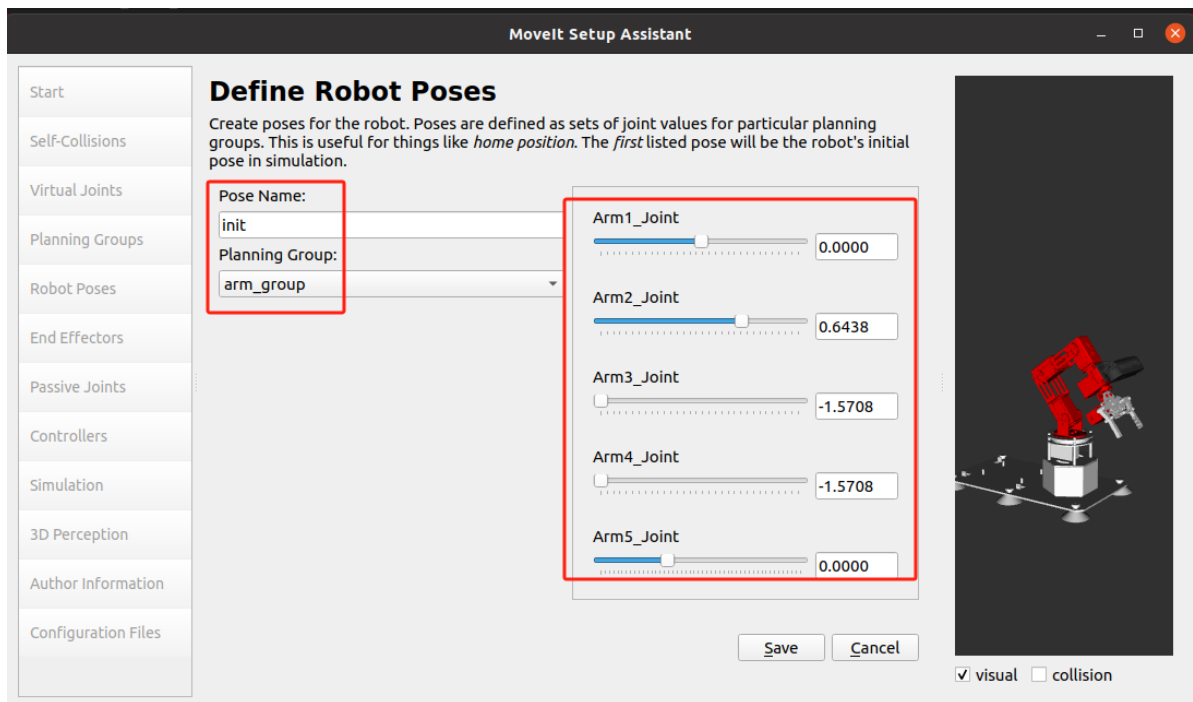 MoveIt Setup Assistant
Start
Self-Collisions
Virtual Joints
Planning Groups
Robot Poses
End Effectors
Passive Joints
Controllers
Simulation
3D Perception
Author Information
Configuration Files
Define Robot Poses
Create poses for the robot. Poses are defined as sets of joint values for particular planning
groups. This is useful for things like home position. The first listed pose will be the robot's initial
pose in simulation.
Pose Name:
init
Planning Group:
arm_group
Arm1_Joint
0.0000
Arm2_Joint
0.6438
Arm3_Joint
-1.5708
Arm4_Joint
-1.5708
Arm5_Joint
0.0000
Save
Cancel
visual
collision